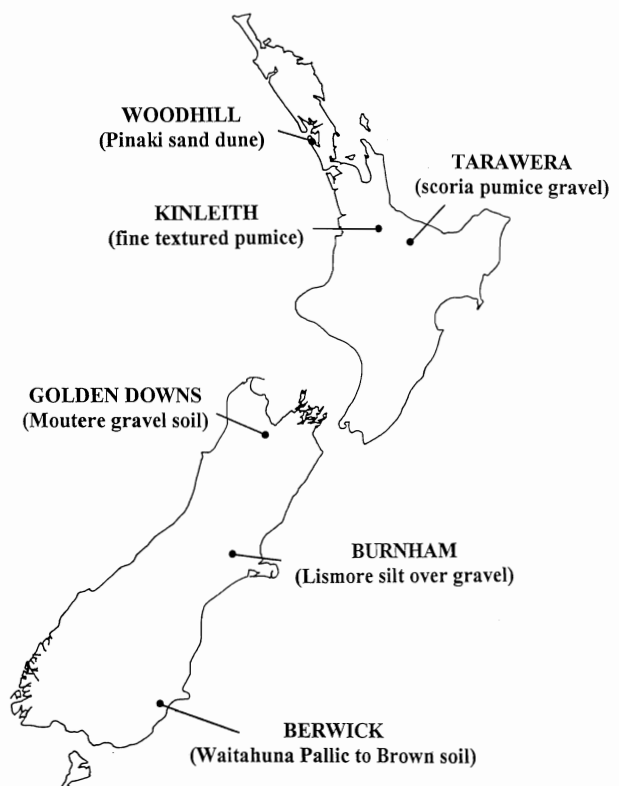 WOODHILL
(Pinaki sand dune)
TARAWERA
(scoria pumice gravel)
KINLEITH
(fine textured pumice)
GOLDEN DOWNS
(Moutere gravel soil)
BURNHAM
(Lismore silt over gravel)
BERWICK
(Waitahuna Pallic to Brown soil)